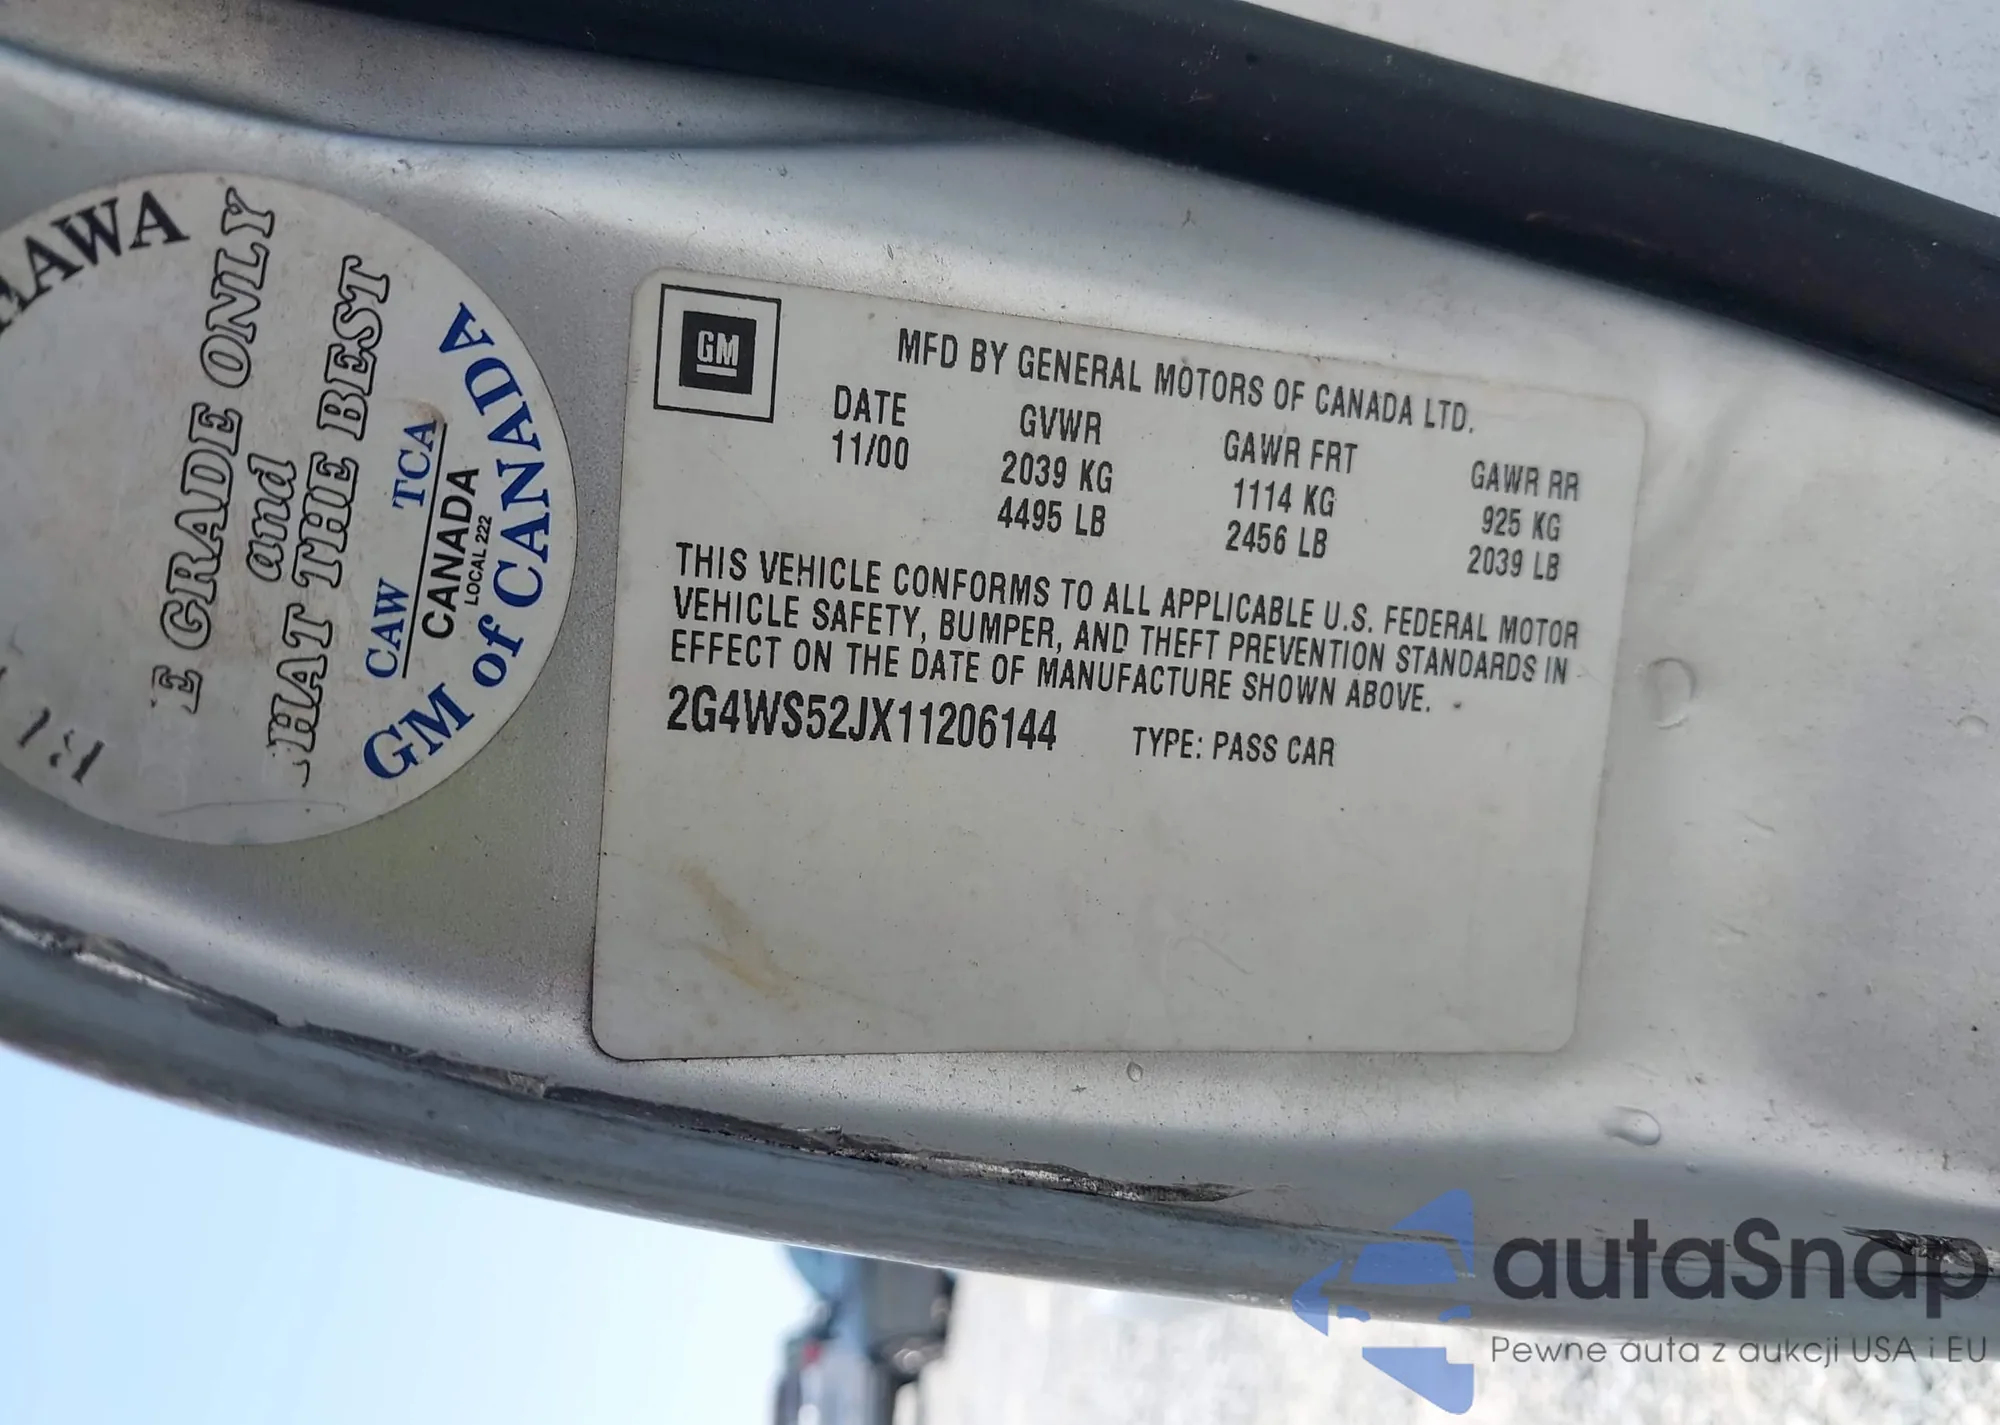 E GRADE ONLY
and
HAT THE BEST
CAW TCA
CANADA
LOCAL 222
GM of CANADA
GM
MFD BY GENERAL MOTORS OF CANADA LTD.
DATE GVWR GAWR FRT GAWR RR
11/00 2039 KG 1114 KG 925 KG
4495 LB 2456 LB 2039 LB
THIS VEHICLE CONFORMS TO ALL APPLICABLE U.S. FEDERAL MOTOR
VEHICLE SAFETY, BUMPER, AND THEFT PREVENTION STANDARDS IN
EFFECT ON THE DATE OF MANUFACTURE SHOWN ABOVE.
2G4WS52JX11206144 TYPE: PASS CAR
autaSnap
Pewne auta z aukcji USA i EU